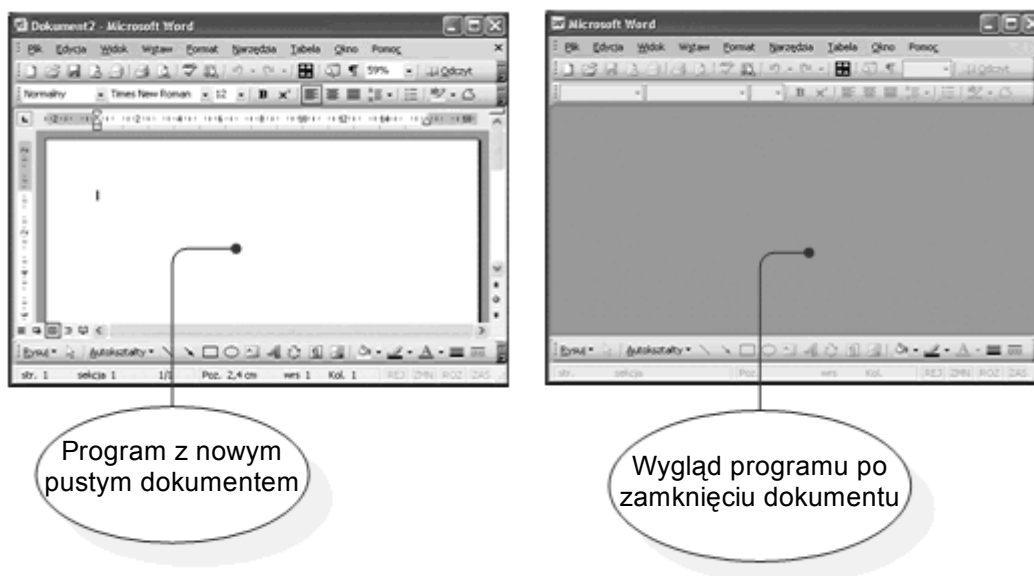 Dokument2 - Microsoft Word
Plik Edycja Widok Wstaw Format Narzędzia Tabela Okno Pomoc
59% Odczyt
Normalny Times New Roman 12 B
Rysuj Autokształty
str. 1 sekcja 1 1/1 Poz. 2,4 cm wrs 1 Kol. 1 REJ ZMN ROZ ZAS
Program z nowym
pustym dokumentem
Microsoft Word
Plik Edycja Widok Wstaw Format Narzędzia Tabela Okno Pomoc
Odczyt
B
Rysuj Autokształty
str. sekcja Poz. wrs Kol. REJ ZMN ROZ ZAS
Wygląd programu po
zamknięciu dokumentu